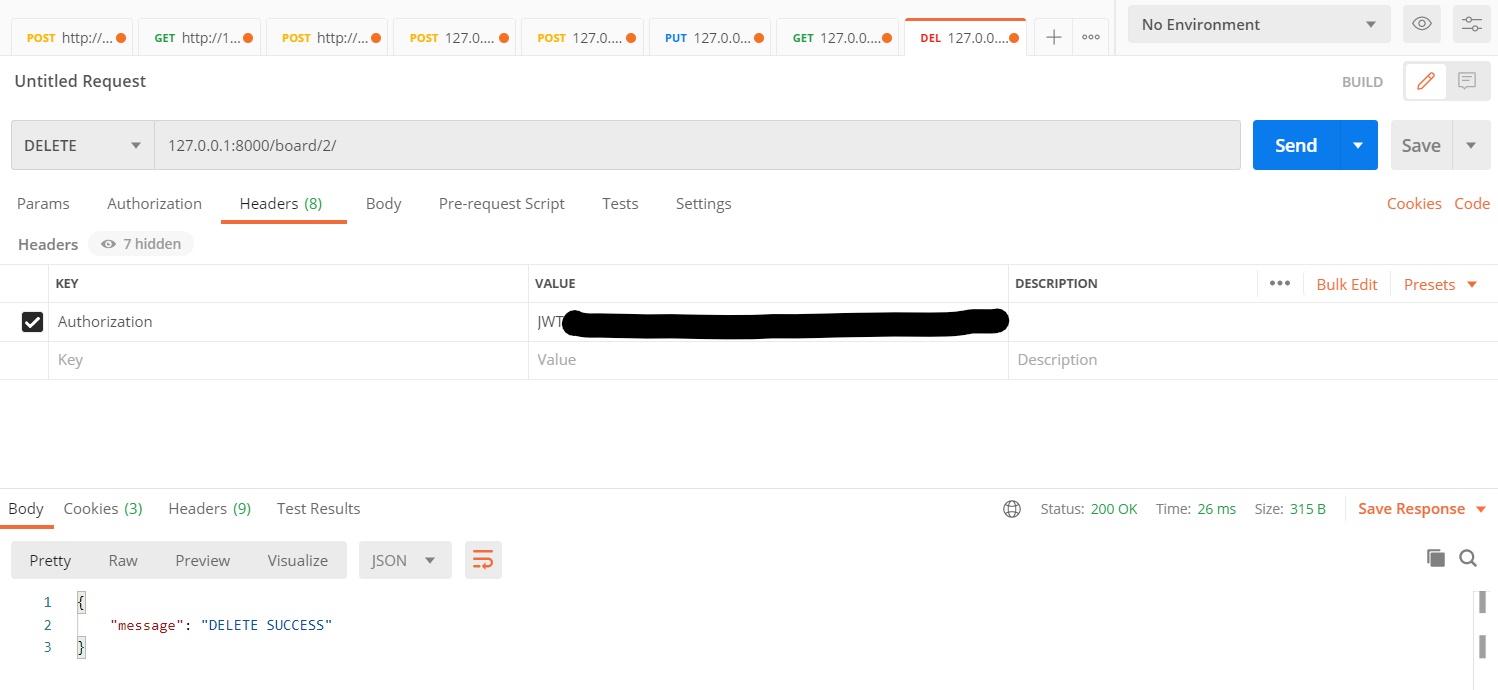 POST http://... GET http://1... POST http://... POST 127.0.... POST 127.0.... PUT 127.0.0... GET 127.0.0.... DEL 127.0.0.... No Environment
Untitled Request BUILD
DELETE 127.0.0.1:8000/board/2/ Send Save
Params Authorization Headers (8) Body Pre-request Script Tests Settings Cookies Code
Headers 7 hidden
KEY VALUE DESCRIPTION Bulk Edit Presets
Authorization JWT
Key Value Description
Body Cookies (3) Headers (9) Test Results Status: 200 OK Time: 26 ms Size: 315 B Save Response
Pretty Raw Preview Visualize JSON
1 {
2 "message": "DELETE SUCCESS"
3 }